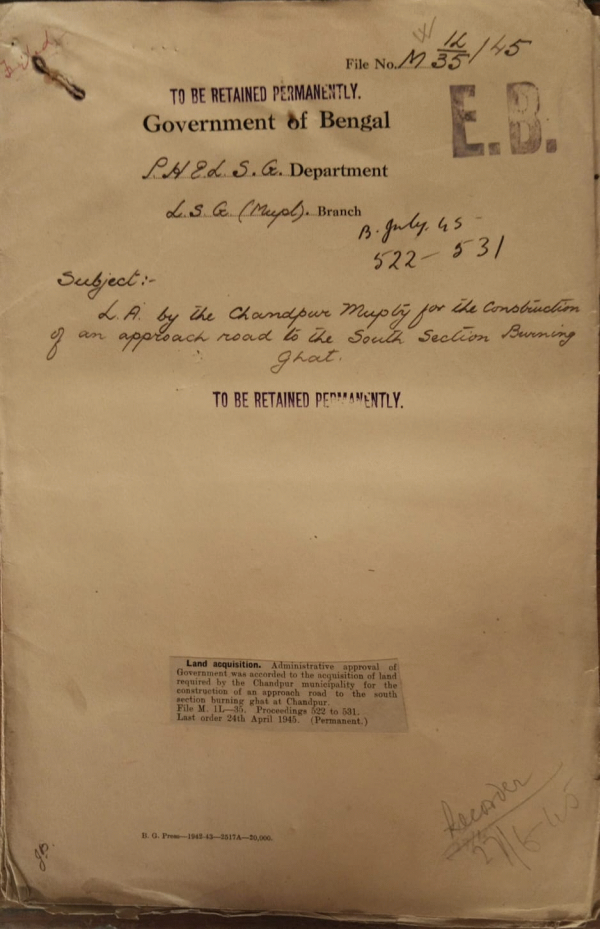 File No. M 1L/35/45
TO BE RETAINED PERMANENTLY.
E.B.
Government of Bengal
P.H & L. S. G. Department
L. S. G (Mupl). Branch
B. July. 45
522 - 531
Subject:-
L.A. by the Chandpur Mupty for the Construction
of an approach road to the South Section Burning
Ghat.
TO BE RETAINED PERMANENTLY.
Land acquisition. Administrative approval of
Government was accorded to the acquisition of land
required by the Chandpur municipality for the
construction of an approach road to the south
section burning ghat at Chandpur.
File M. 1L—35. Proceedings 522 to 531.
Last order 24th April 1945. (Permanent.)
Recorder
B. G. Press—1942-43—3517A—20,000.